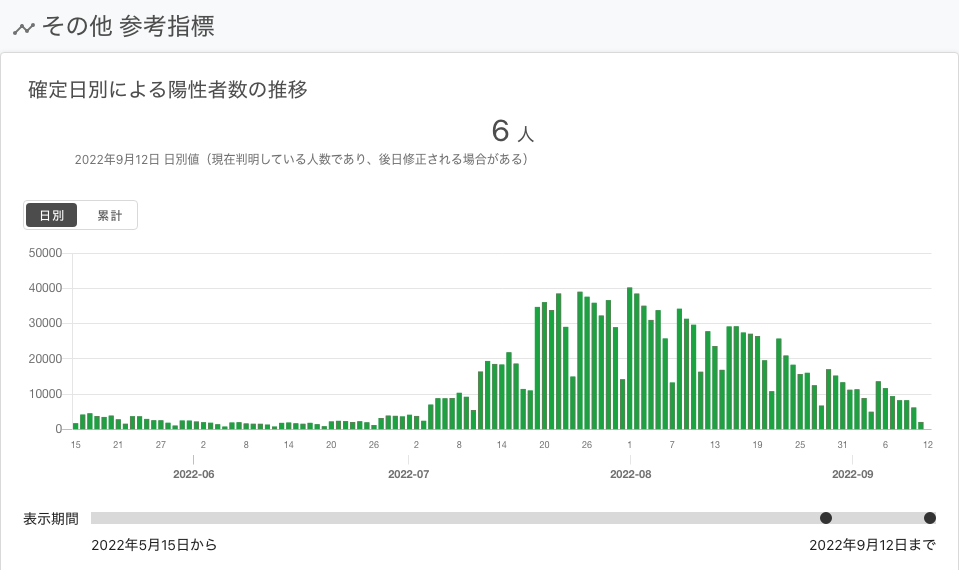 その他 参考指標
確定日別による陽性者数の推移
6 人
2022年9月12日 日別値（現在判明している人数であり、後日修正される場合がある）
日別 累計
50000
40000
30000
20000
10000
0
15 21 27 2 8 14 20 26 2 8 14 20 26 1 7 13 19 25 31 6 12
2022-06 2022-07 2022-08 2022-09
表示期間
2022年5月15日から 2022年9月12日まで